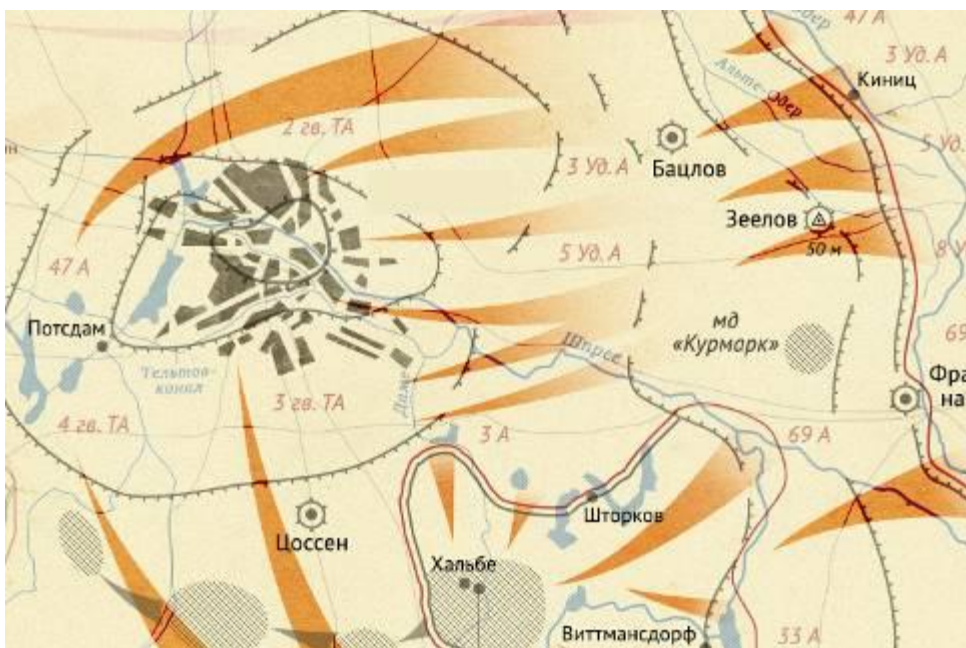 47 А
3 Уд. А
Киниц
Альте-Одер
2 гв. ТА
3 Уд. А
Бацлов
5 Уд.
Зеелов
50 м
5 Уд. А
8 У
47 А
Потсдам
мд
«Курмарк»
69
Шпрее
Тельтов-
канал
Даме
Фра
на
3 гв. ТА
4 гв. ТА
3 А
69 А
Шторков
Цоссен
Хальбе
Виттмансдорф
33 А